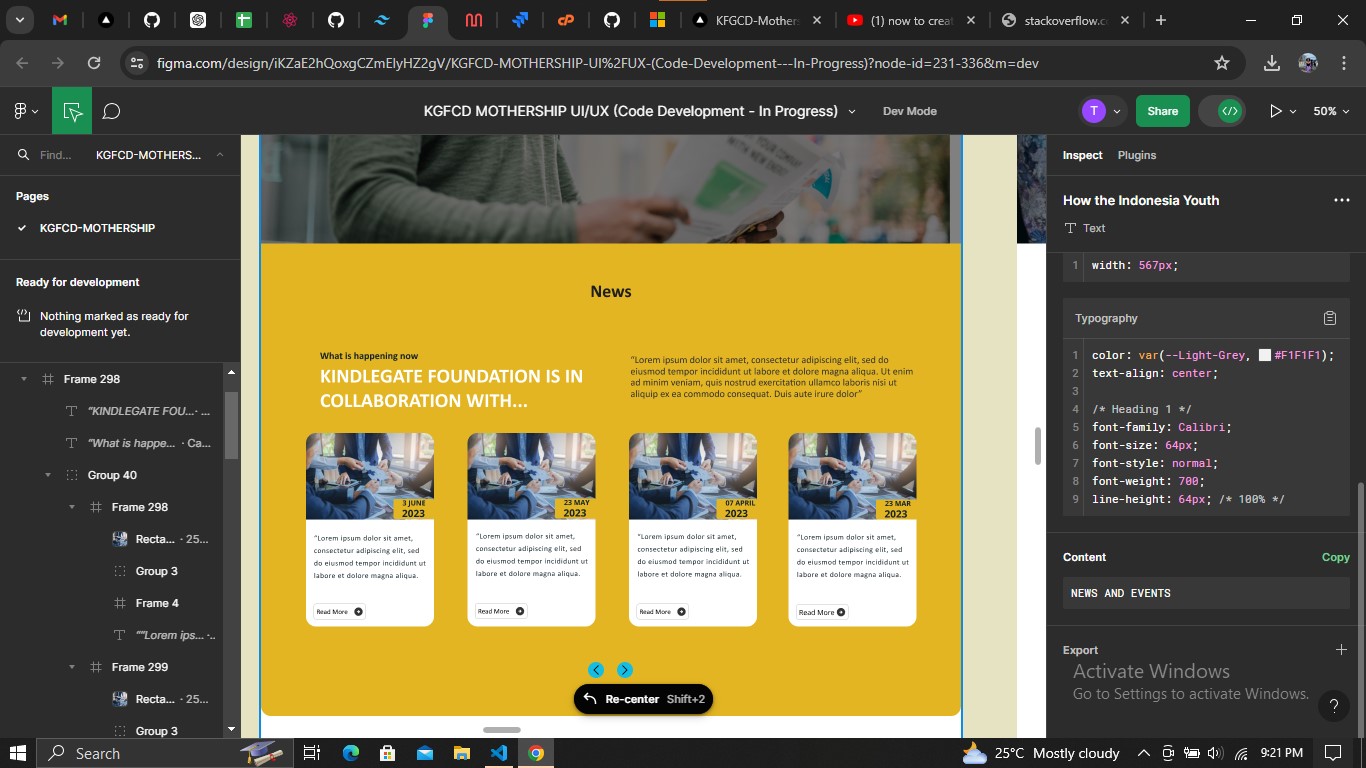 KFGCD-Mothers
(1) now to creat
stackoverflow.c
figma.com/design/iKZaE2hQoxgCZmElyHZ2gV/KGFCD-MOTHERSHIP-UI%2FUX-(Code-Development---In-Progress)?node-id=231-336&m=dev
KGFCD MOTHERSHIP UI/UX (Code Development - In Progress)
Dev Mode
T
Share
50%
Find...
KGFCD-MOTHERS...
Pages
KGFCD-MOTHERSHIP
Ready for development
Nothing marked as ready for
development yet.
Frame 298
"KINDLEGATE FOU... · ...
"What is happe... · Ca...
Group 40
Frame 298
Recta... · 25...
Group 3
Frame 4
""Lorem ips... ·..
Frame 299
Recta... · 25...
Group 3
News
What is happening now
KINDLEGATE FOUNDATION IS IN
COLLABORATION WITH...
"Lorem ipsum dolor sit amet, consectetur adipiscing elit, sed do
eiusmod tempor incididunt ut labore et dolore magna aliqua. Ut enim
ad minim veniam, quis nostrud exercitation ullamco laboris nisi ut
aliquip ex ea commodo consequat. Duis aute irure dolor"
3 JUNE
2023
"Lorem ipsum dolor sit amet,
consectetur adipiscing elit, sed
do eiusmod tempor incididunt ut
labore et dolore magna aliqua.
Read More
23 MAY
2023
"Lorem ipsum dolor sit amet,
consectetur adipiscing elit, sed
do eiusmod tempor incididunt ut
labore et dolore magna aliqua.
Read More
07 APRIL
2023
"Lorem ipsum dolor sit amet,
consectetur adipiscing elit, sed
do eiusmod tempor incididunt ut
labore et dolore magna aliqua.
Read More
23 MAR
2023
"Lorem ipsum dolor sit amet,
consectetur adipiscing elit, sed
do eiusmod tempor incididunt ut
labore et dolore magna aliqua.
Read More
Re-center Shift+2
Inspect Plugins
How the Indonesia Youth
Text
1 width: 567px;
Typography
1 color: var(--Light-Grey, #F1F1F1);
2 text-align: center;
3
4 /* Heading 1 */
5 font-family: Calibri;
6 font-size: 64px;
7 font-style: normal;
8 font-weight: 700;
9 line-height: 64px; /* 100% */
Content
Copy
NEWS AND EVENTS
Export
Activate Windows
Go to Settings to activate Windows.
Search
25°C Mostly cloudy
9:21 PM